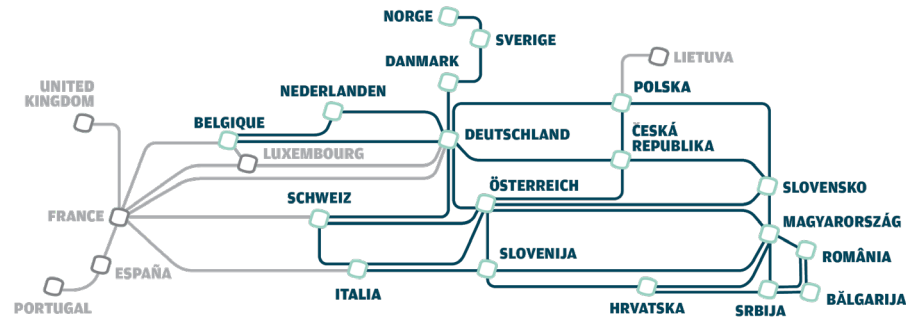 NORGE
SVERIGE
DANMARK
LIETUVA
UNITED
KINGDOM
NEDERLANDEN
POLSKA
BELGIQUE
DEUTSCHLAND
ČESKÁ
REPUBLIKA
LUXEMBOURG
ÖSTERREICH
SLOVENSKO
SCHWEIZ
FRANCE
MAGYARORSZÁG
SLOVENIJA
ROMÂNIA
ESPAÑA
ITALIA
PORTUGAL
HRVATSKA
SRBIJA
BĂLGARIJA